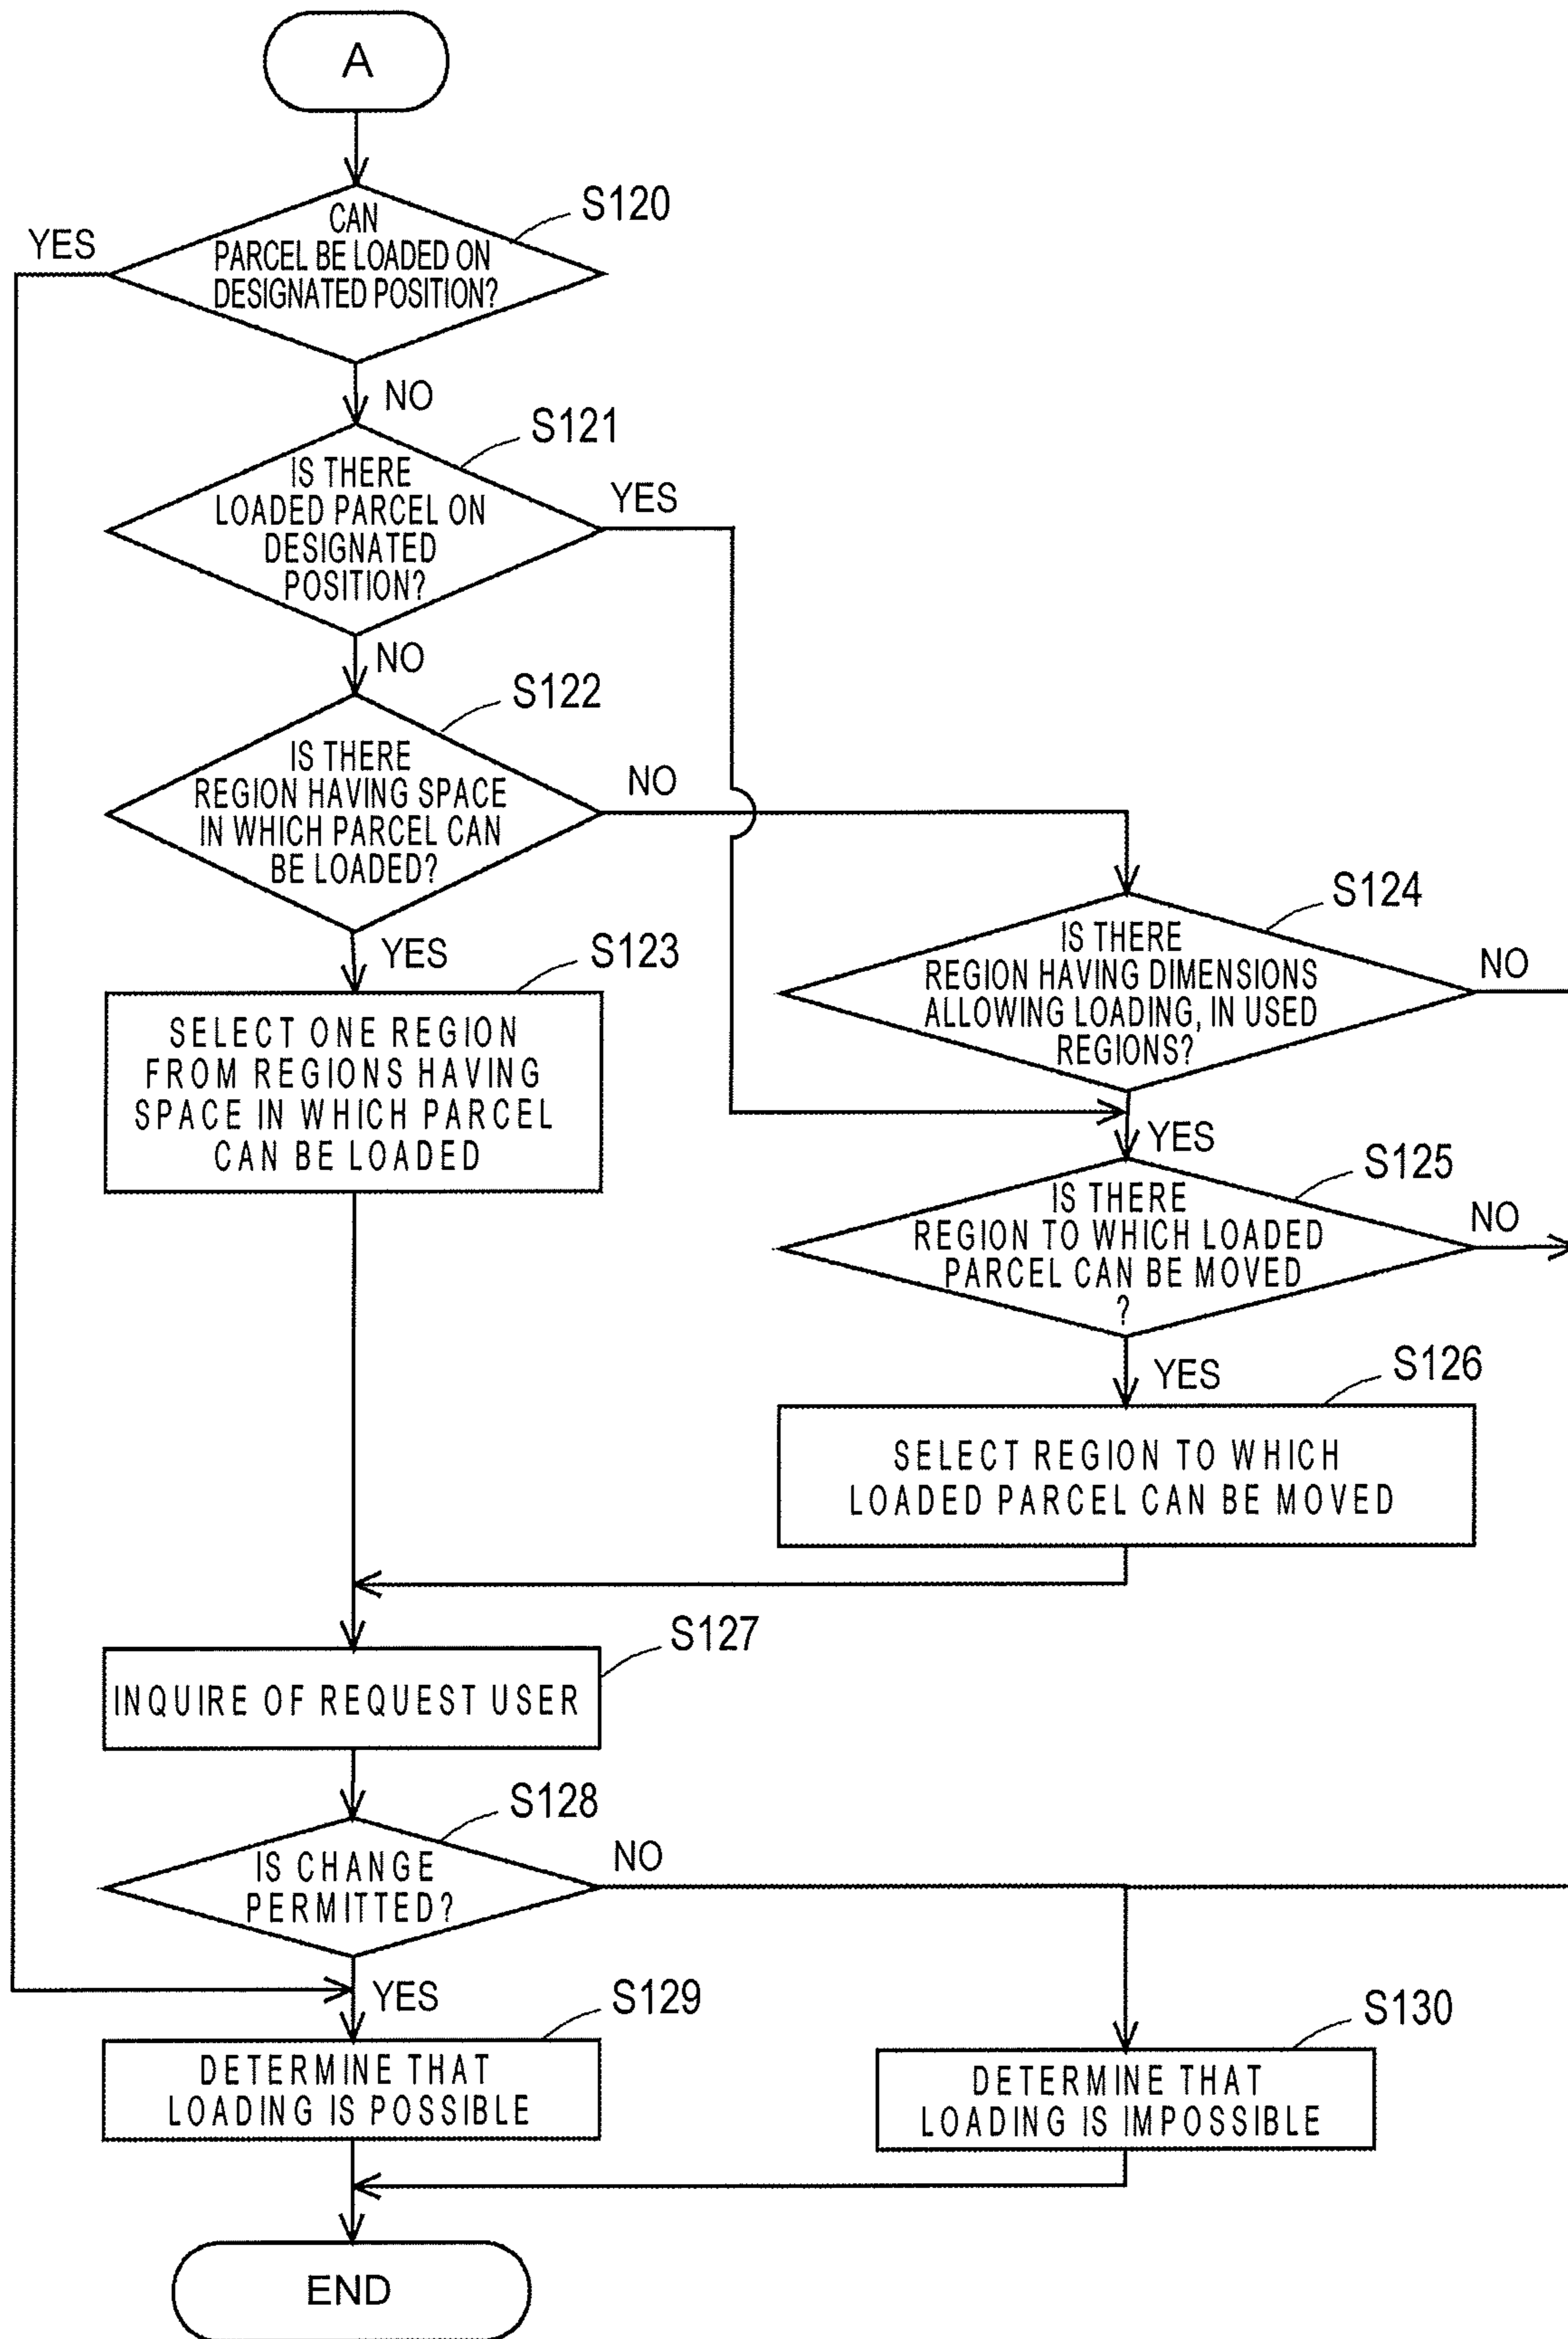 A
S120
YES
CAN
PARCEL BE LOADED ON
DESIGNATED POSITION?
NO
S121
IS THERE
LOADED PARCEL ON
DESIGNATED
POSITION?
YES
NO
S122
IS THERE
REGION HAVING SPACE
IN WHICH PARCEL CAN
BE LOADED?
NO
YES
S123
SELECT ONE REGION
FROM REGIONS HAVING
SPACE IN WHICH PARCEL
CAN BE LOADED
S124
IS THERE
REGION HAVING DIMENSIONS
ALLOWING LOADING, IN USED
REGIONS?
NO
YES
S125
IS THERE
REGION TO WHICH LOADED
PARCEL CAN BE MOVED
?
NO
YES
S126
SELECT REGION TO WHICH
LOADED PARCEL CAN BE MOVED
S127
INQUIRE OF REQUEST USER
S128
IS CHANGE
PERMITTED?
NO
YES
S129
DETERMINE THAT
LOADING IS POSSIBLE
S130
DETERMINE THAT
LOADING IS IMPOSSIBLE
END